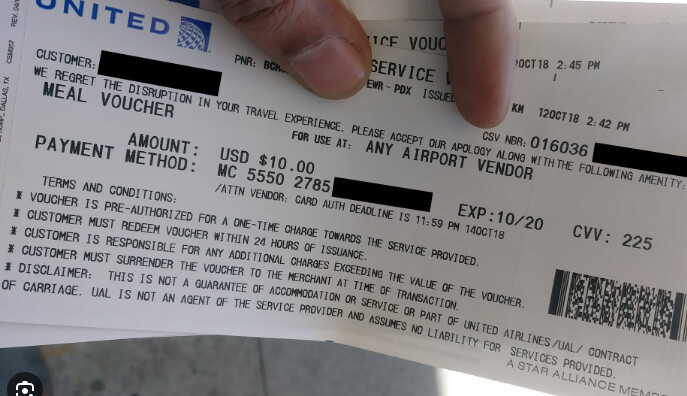 UNITED
SERVICE VOUC
OCT18 2:45 PM
CUSTOMER:
PNR:
SERVICE V
EWR - PDX ISSUED
KM 12OCT18 2:42 PM
CSV NBR: 016036
WE REGRET THE DISRUPTION IN YOUR TRAVEL EXPERIENCE. PLEASE ACCEPT OUR APOLOGY ALONG WITH THE FOLLOWING AMENITY:
MEAL VOUCHER
FOR USE AT: ANY AIRPORT VENDOR
AMOUNT: USD $10.00
PAYMENT METHOD: MC 5550 2785
EXP:10/20 CVV: 225
/ATTN VENDOR: CARD AUTH DEADLINE IS 11:59 PM 14OCT18
TERMS AND CONDITIONS:
* VOUCHER IS PRE-AUTHORIZED FOR A ONE-TIME CHARGE TOWARDS THE SERVICE PROVIDED.
* CUSTOMER MUST REDEEM VOUCHER WITHIN 24 HOURS OF ISSUANCE.
* CUSTOMER IS RESPONSIBLE FOR ANY ADDITIONAL CHARGES EXCEEDING THE VALUE OF THE VOUCHER.
* CUSTOMER MUST SURRENDER THE VOUCHER TO THE MERCHANT AT TIME OF TRANSACTION.
* DISCLAIMER: THIS IS NOT A GUARANTEE OF ACCOMMODATION OR SERVICE OR PART OF UNITED AIRLINES/UAL/ CONTRACT
OF CARRIAGE. UAL IS NOT AN AGENT OF THE SERVICE PROVIDER AND ASSUMES NO LIABILITY FOR SERVICES PROVIDED.
A STAR ALLIANCE MEMB
DALLAS, TX